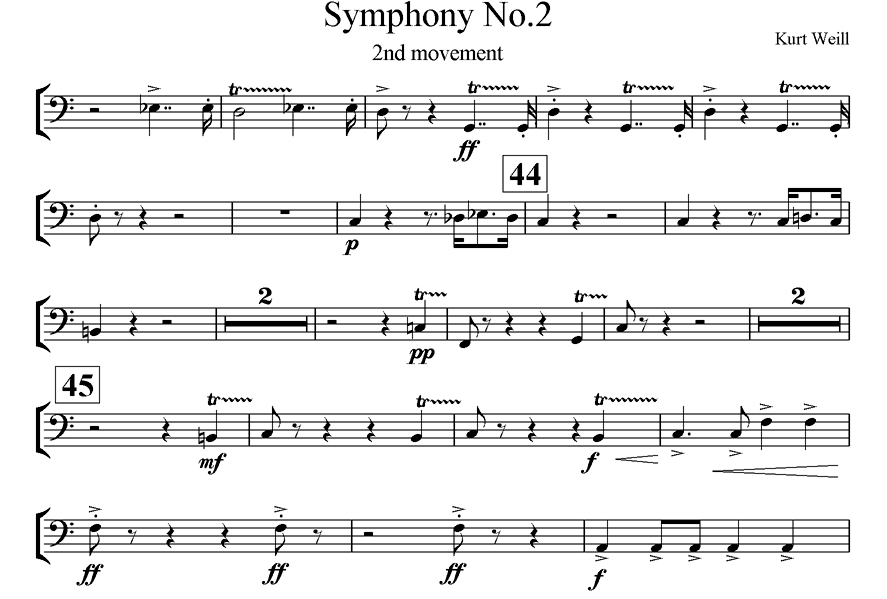 Symphony No.2
2nd movement
Kurt Weill
tr tr tr tr
ff
44
p
2 tr tr 2
pp
45
tr tr tr
mf f
ff ff ff f